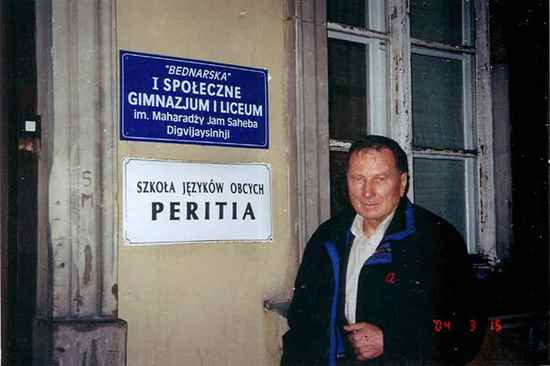 "BEDNARSKA"
I SPOŁECZNE
GIMNAZJUM I LICEUM
im. Maharadży Jam Saheba
Digvijaysinhji
SZKOŁA JĘZYKÓW OBCYCH
PERITIA
S
M
a
'04 3 15